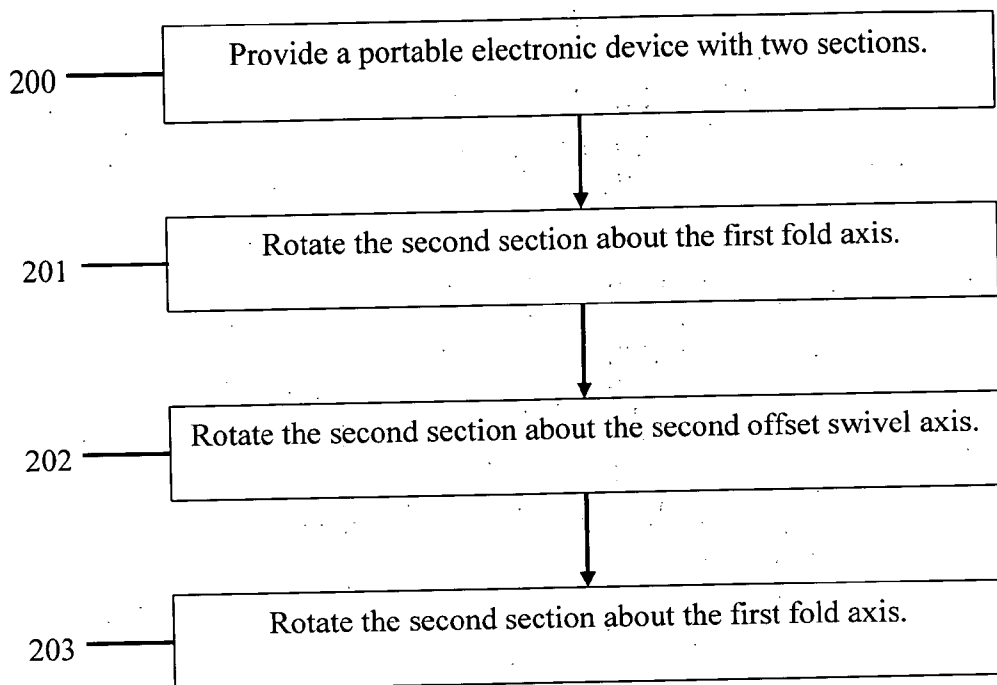 Provide a portable electronic device with two sections.
200
Rotate the second section about the first fold axis.
201
Rotate the second section about the second offset swivel axis.
202
Rotate the second section about the first fold axis.
203